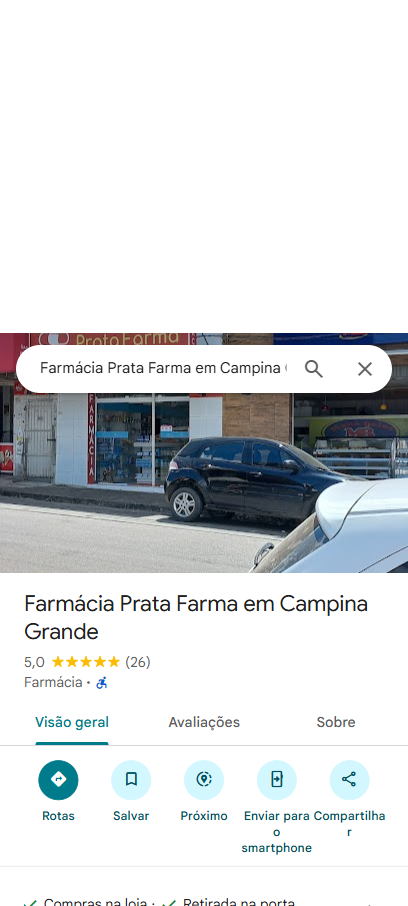 Prata Farma
Farmácia Prata Farma em Campina
FARMÁCIA
Farmácia Prata Farma em Campina
Grande
5,0 (26)
Farmácia ·
Visão geral Avaliações Sobre
Rotas Salvar Próximo Enviar para o smartphone Compartilhar
Compras na loja · Retirada na porta